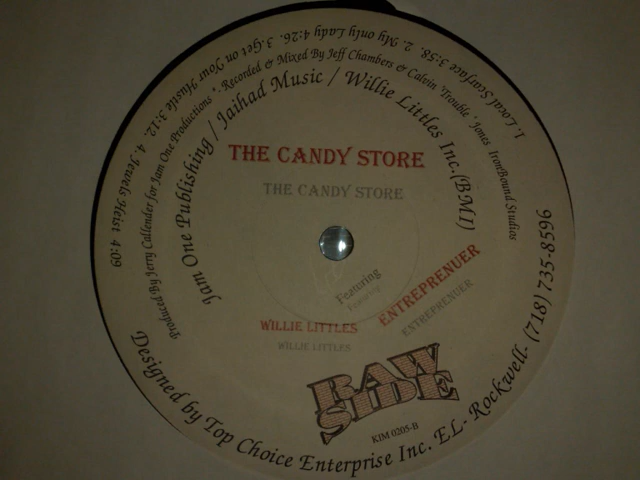 1. Local Scarface 3:58. 2. My only Lady 4:26. 3.Get on Your Hustle 3:12. 4. Jewels Heist 4:09
Produced By Jerry Callender for Jam One Productions . Recorded & Mixed By Jeff Chambers & Calvin "Trouble" Jones IronBound Studios
Jam One Publishing / Jaihad Music / Willie Littles Inc.(BMI)
THE CANDY STORE
THE CANDY STORE
Featuring
Featuring
ENTREPRENUER
ENTREPRENUER
WILLIE LITTLES
WILLIE LITTLES
RAW
SIDE
KIM 0205-B
Designed by Top Choice Enterprise Inc. EL- Rockwell- (718) 735-8596